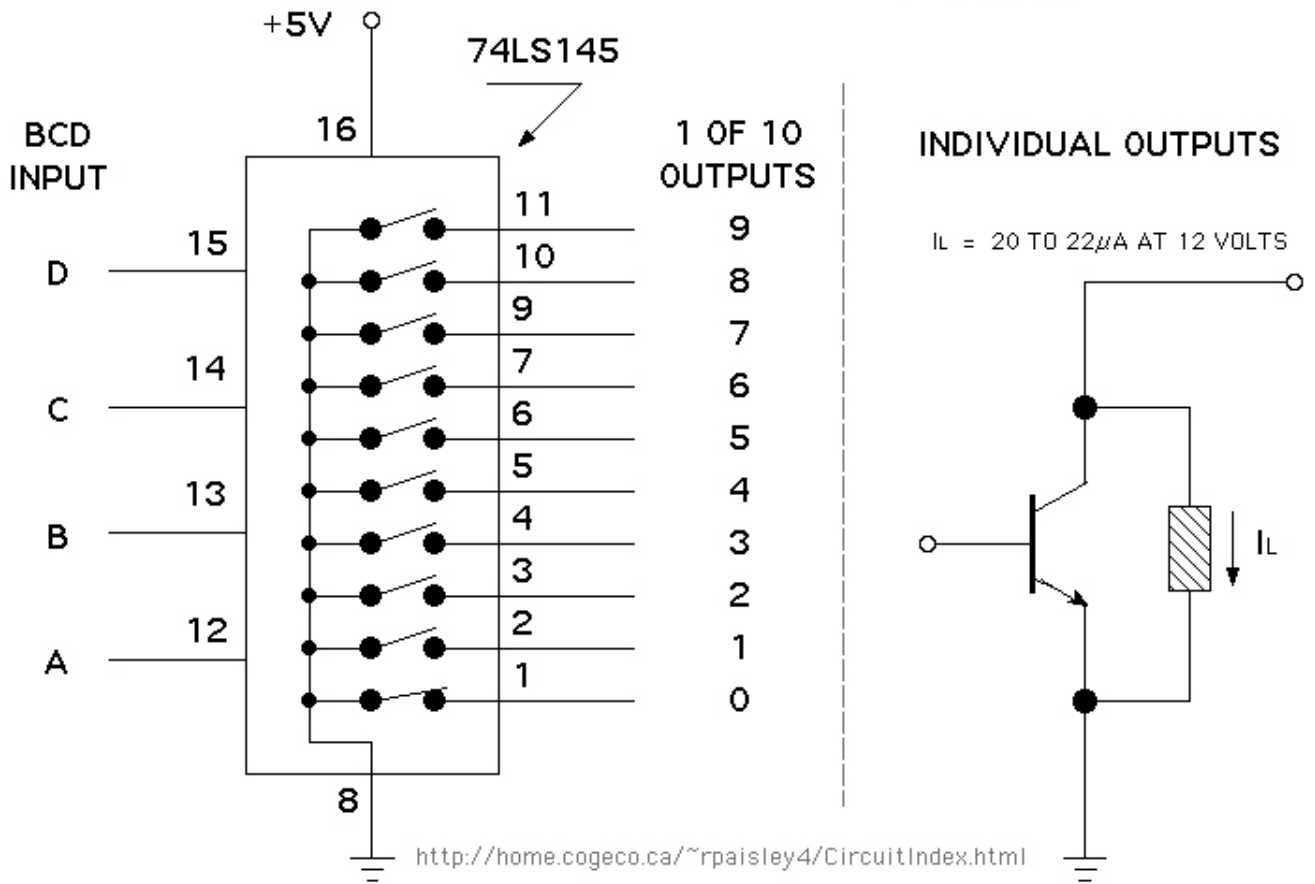 +5V
74LS145
BCD
INPUT
16
1 OF 10
OUTPUTS
INDIVIDUAL OUTPUTS
11
9
15
D
10
8
IL = 20 TO 22µA AT 12 VOLTS
9
7
14
C
7
6
6
5
13
B
5
4
4
3
IL
3
2
12
A
2
1
1
0
8
http://home.cogeco.ca/~rpaisley4/CircuitIndex.html